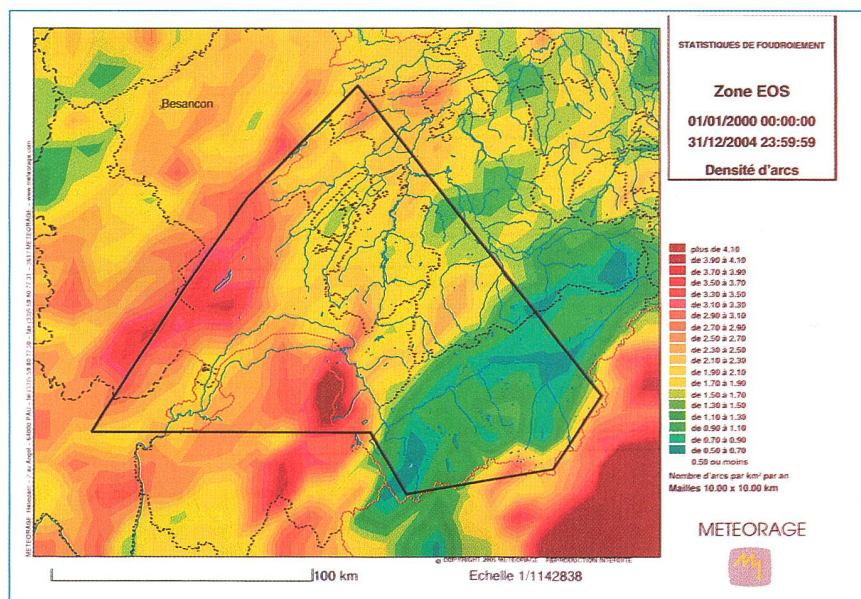 STATISTIQUES DE FOUDROIEMENT
Zone EOS
01/01/2000 00:00:00
31/12/2004 23:59:59
Densité d'arcs
Besancon
plus de 4.10
de 3.90 à 4.10
de 3.70 à 3.90
de 3.50 à 3.70
de 3.30 à 3.50
de 3.10 à 3.30
de 2.90 à 3.10
de 2.70 à 2.90
de 2.50 à 2.70
de 2.30 à 2.50
de 2.10 à 2.30
de 1.90 à 2.10
de 1.70 à 1.90
de 1.50 à 1.70
de 1.30 à 1.50
de 1.10 à 1.30
de 0.90 à 1.10
de 0.70 à 0.90
de 0.50 à 0.70
0.50 ou moins
Nombre d'arcs par km² par an
Mailles 10.00 x 10.00 km
METEORAGE
© COPYRIGHT 2005 METEORAGE REPRODUCTION INTERDITE
100 km
Echelle 1/1142838